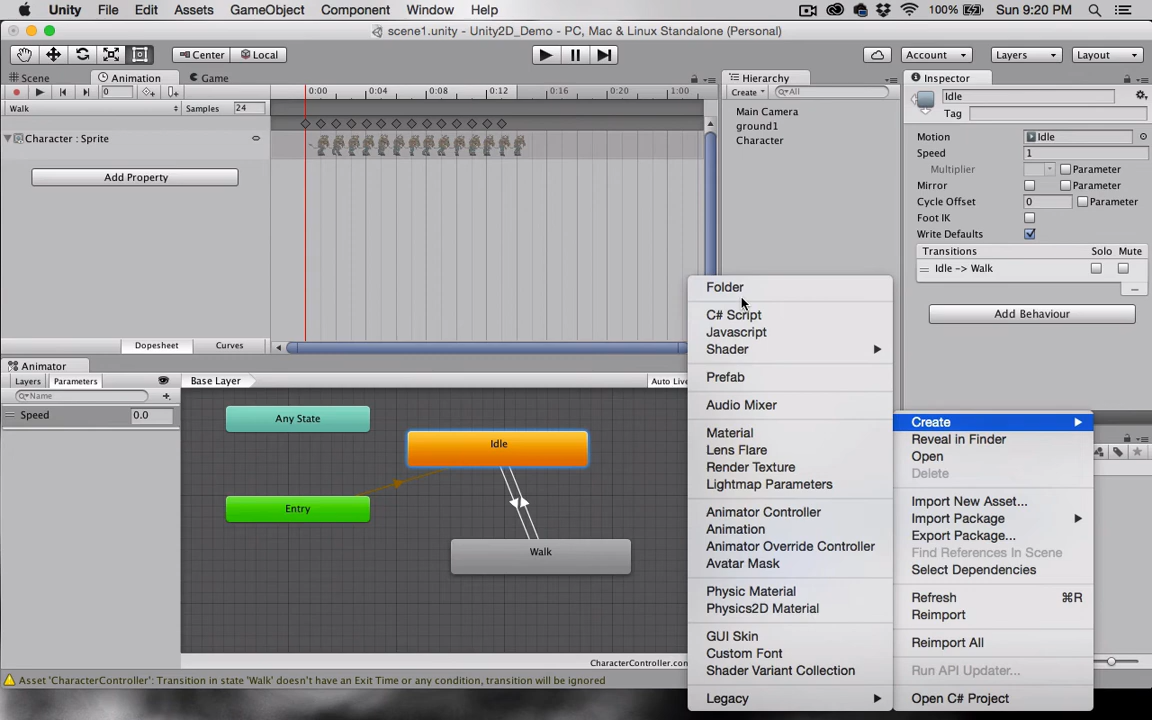 Unity File Edit Assets GameObject Component Window Help 100% Sun 9:20 PM
scene1.unity - Unity2D_Demo - PC, Mac & Linux Standalone (Personal)
Center Local Account Layers Layout
Scene Animation Game Hierarchy Inspector
0 0:00 0:04 0:08 0:12 0:16 0:20 1:00 Create All Idle
Walk Samples 24 Main Camera Tag
Character : Sprite ground1 Motion Idle
Character Speed 1
Add Property Multiplier Parameter
Mirror Parameter
Cycle Offset 0 Parameter
Foot IK
Write Defaults
Transitions Solo Mute
Idle -> Walk
Add Behaviour
Dopesheet Curves
Animator
Layers Parameters Base Layer Auto Live
Name
Speed 0.0
Any State
Idle
Entry
Walk
Folder
C# Script
Javascript
Shader
Prefab
Audio Mixer
Material
Lens Flare
Render Texture
Lightmap Parameters
Animator Controller
Animation
Animator Override Controller
Avatar Mask
Physic Material
Physics2D Material
GUI Skin
Custom Font
Shader Variant Collection
Legacy
Create
Reveal in Finder
Open
Delete
Import New Asset...
Import Package
Export Package...
Find References In Scene
Select Dependencies
Refresh ⌘R
Reimport
Reimport All
Run API Updater...
Open C# Project
CharacterController.con
Asset 'CharacterController': Transition in state 'Walk' doesn't have an Exit Time or any condition, transition will be ignored